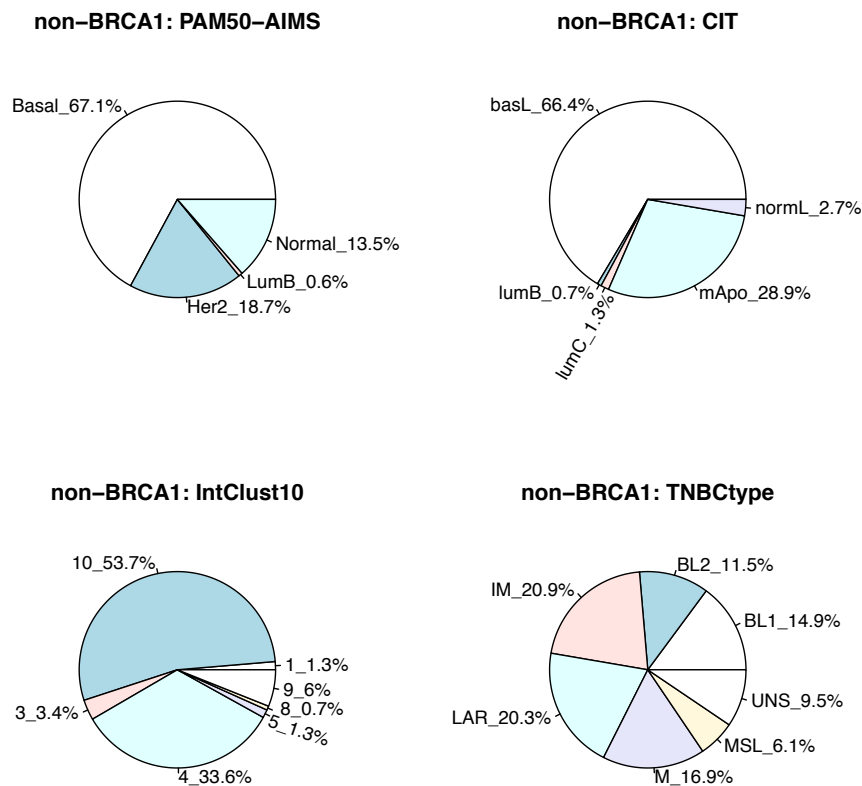 non−BRCA1: PAM50−AIMS
Basal_67.1%
Normal_13.5%
LumB_0.6%
Her2_18.7%
non−BRCA1: CIT
basL_66.4%
normL_2.7%
mApo_28.9%
lumB_0.7%
lumC_1.3%
non−BRCA1: IntClust10
10_53.7%
1_1.3%
9_6%
8_0.7%
5_1.3%
3_3.4%
4_33.6%
non−BRCA1: TNBCtype
BL2_11.5%
IM_20.9%
BL1_14.9%
UNS_9.5%
LAR_20.3%
MSL_6.1%
M_16.9%